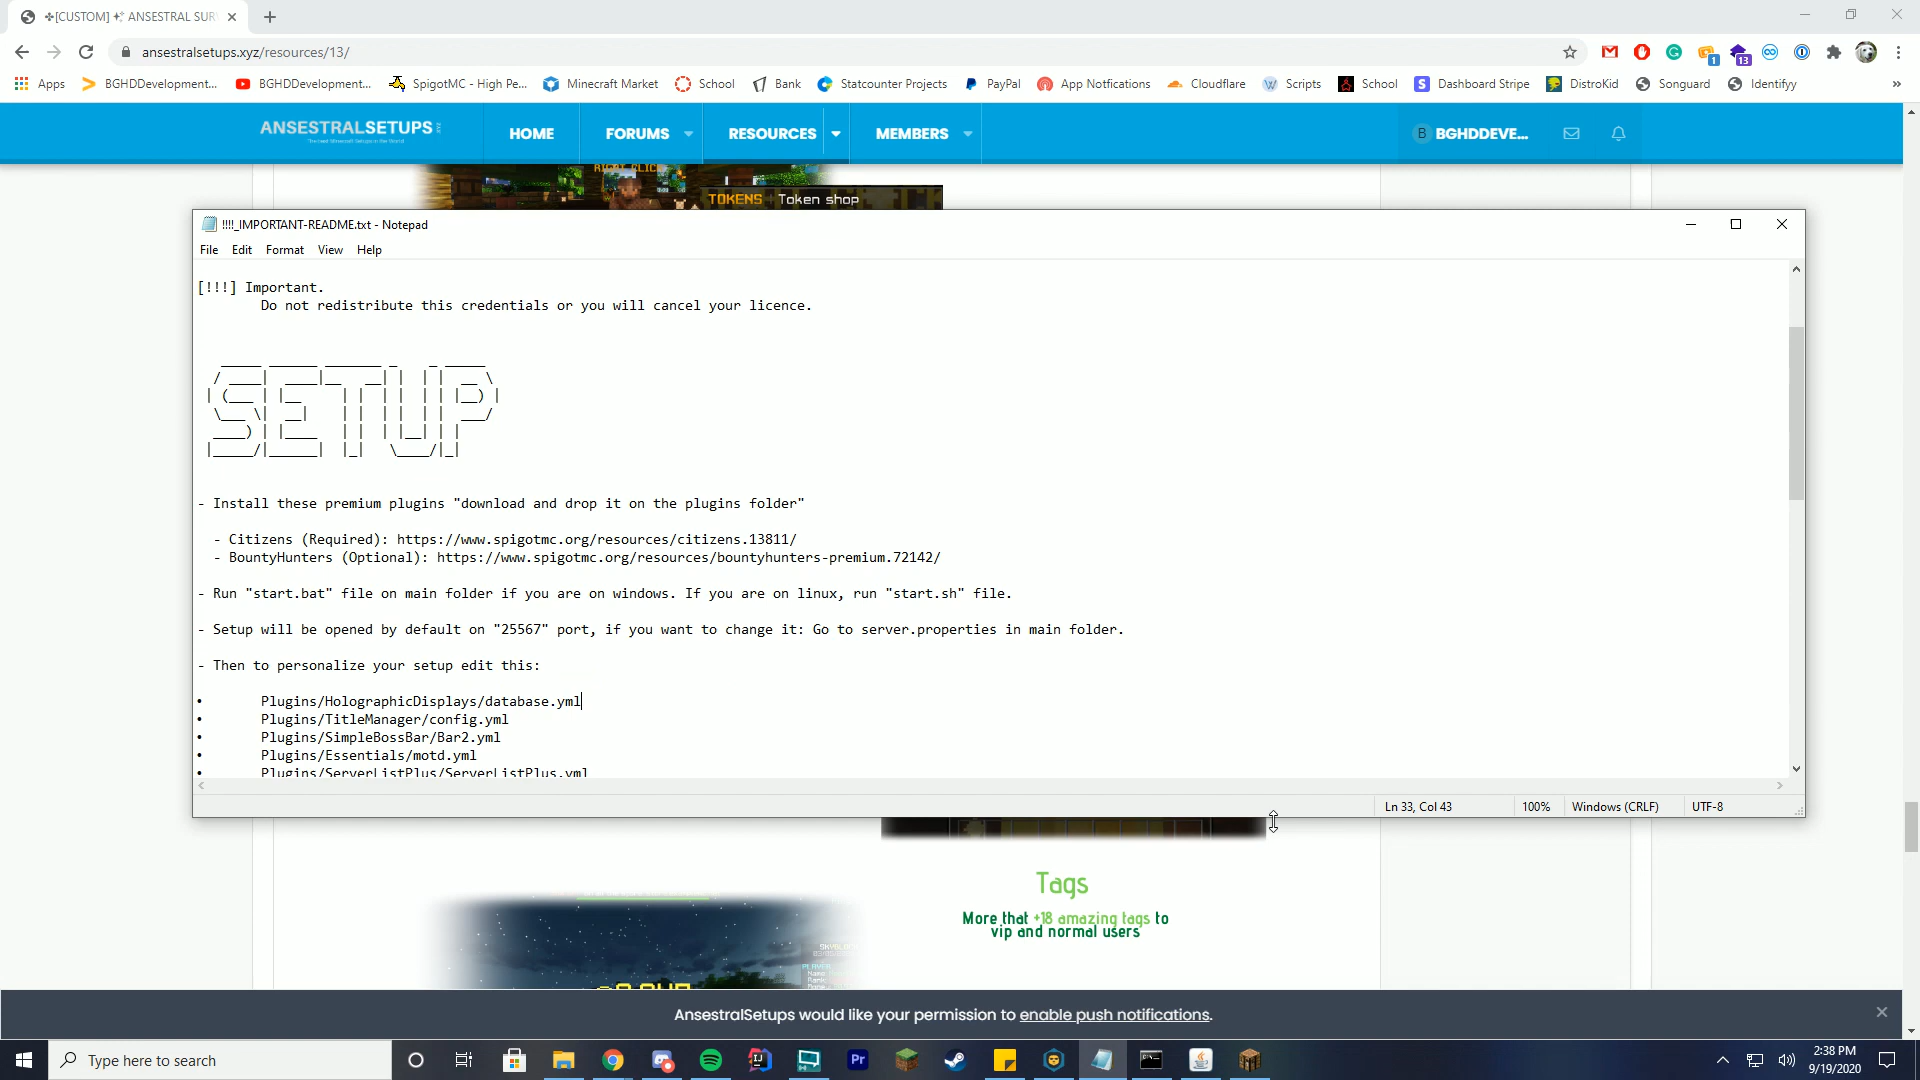 ✤[CUSTOM] ✨ ANSESTRAL SUR
ansestralsetups.xyz/resources/13/
1
13
Apps
BGHDDevelopment...
BGHDDevelopment...
SpigotMC - High Pe...
Minecraft Market
School
Bank
Statcounter Projects
PayPal
App Notfications
Cloudflare
Scripts
School
Dashboard Stripe
DistroKid
Songuard
Identifyy
»
ANSESTRALSETUPS
HOME
FORUMS
RESOURCES
MEMBERS
B BGHDDEVE...
RIGHT CLICK
TOKENS Token shop
!!!!_IMPORTANT-README.txt - Notepad
File Edit Format View Help
[!!!] Important.
Do not redistribute this credentials or you will cancel your licence.
SETUP
- Install these premium plugins "download and drop it on the plugins folder"
- Citizens (Required): https://www.spigotmc.org/resources/citizens.13811/
- BountyHunters (Optional): https://www.spigotmc.org/resources/bountyhunters-premium.72142/
- Run "start.bat" file on main folder if you are on windows. If you are on linux, run "start.sh" file.
- Setup will be opened by default on "25567" port, if you want to change it: Go to server.properties in main folder.
- Then to personalize your setup edit this:
• Plugins/HolographicDisplays/database.yml
• Plugins/TitleManager/config.yml
• Plugins/SimpleBossBar/Bar2.yml
• Plugins/Essentials/motd.yml
• Plugins/ServerListPlus/ServerListPlus.yml
Ln 33, Col 43
100%
Windows (CRLF)
UTF-8
Tags
More that +18 amazing tags to
vip and normal users
AnsestralSetups would like your permission to enable push notifications.
Type here to search
Pr
2:38 PM
9/19/2020